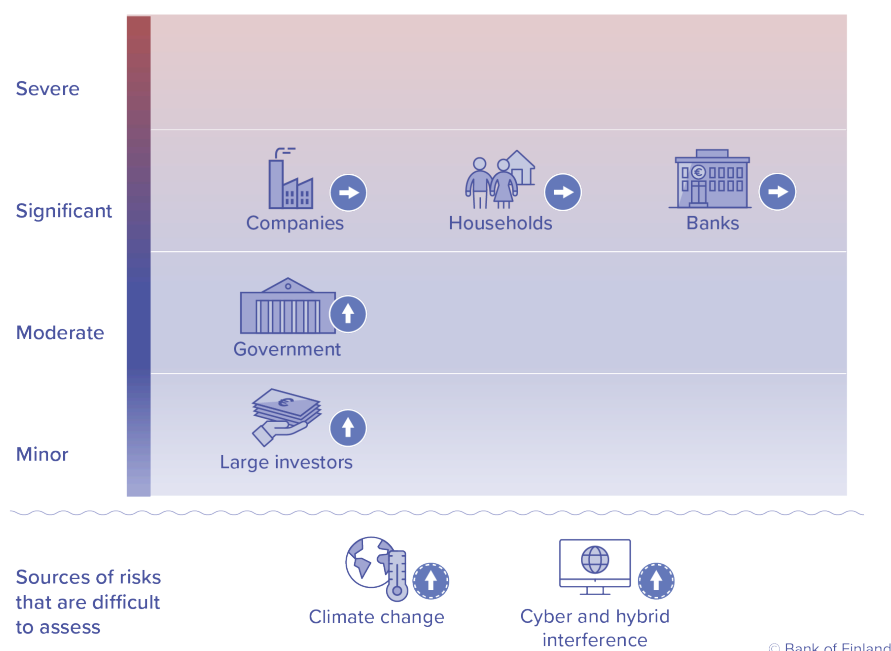 Severe
Significant
Companies
Households
Banks
Moderate
Government
Minor
Large investors
Sources of risks
that are difficult
to assess
Climate change
Cyber and hybrid
interference
© Bank of Finland